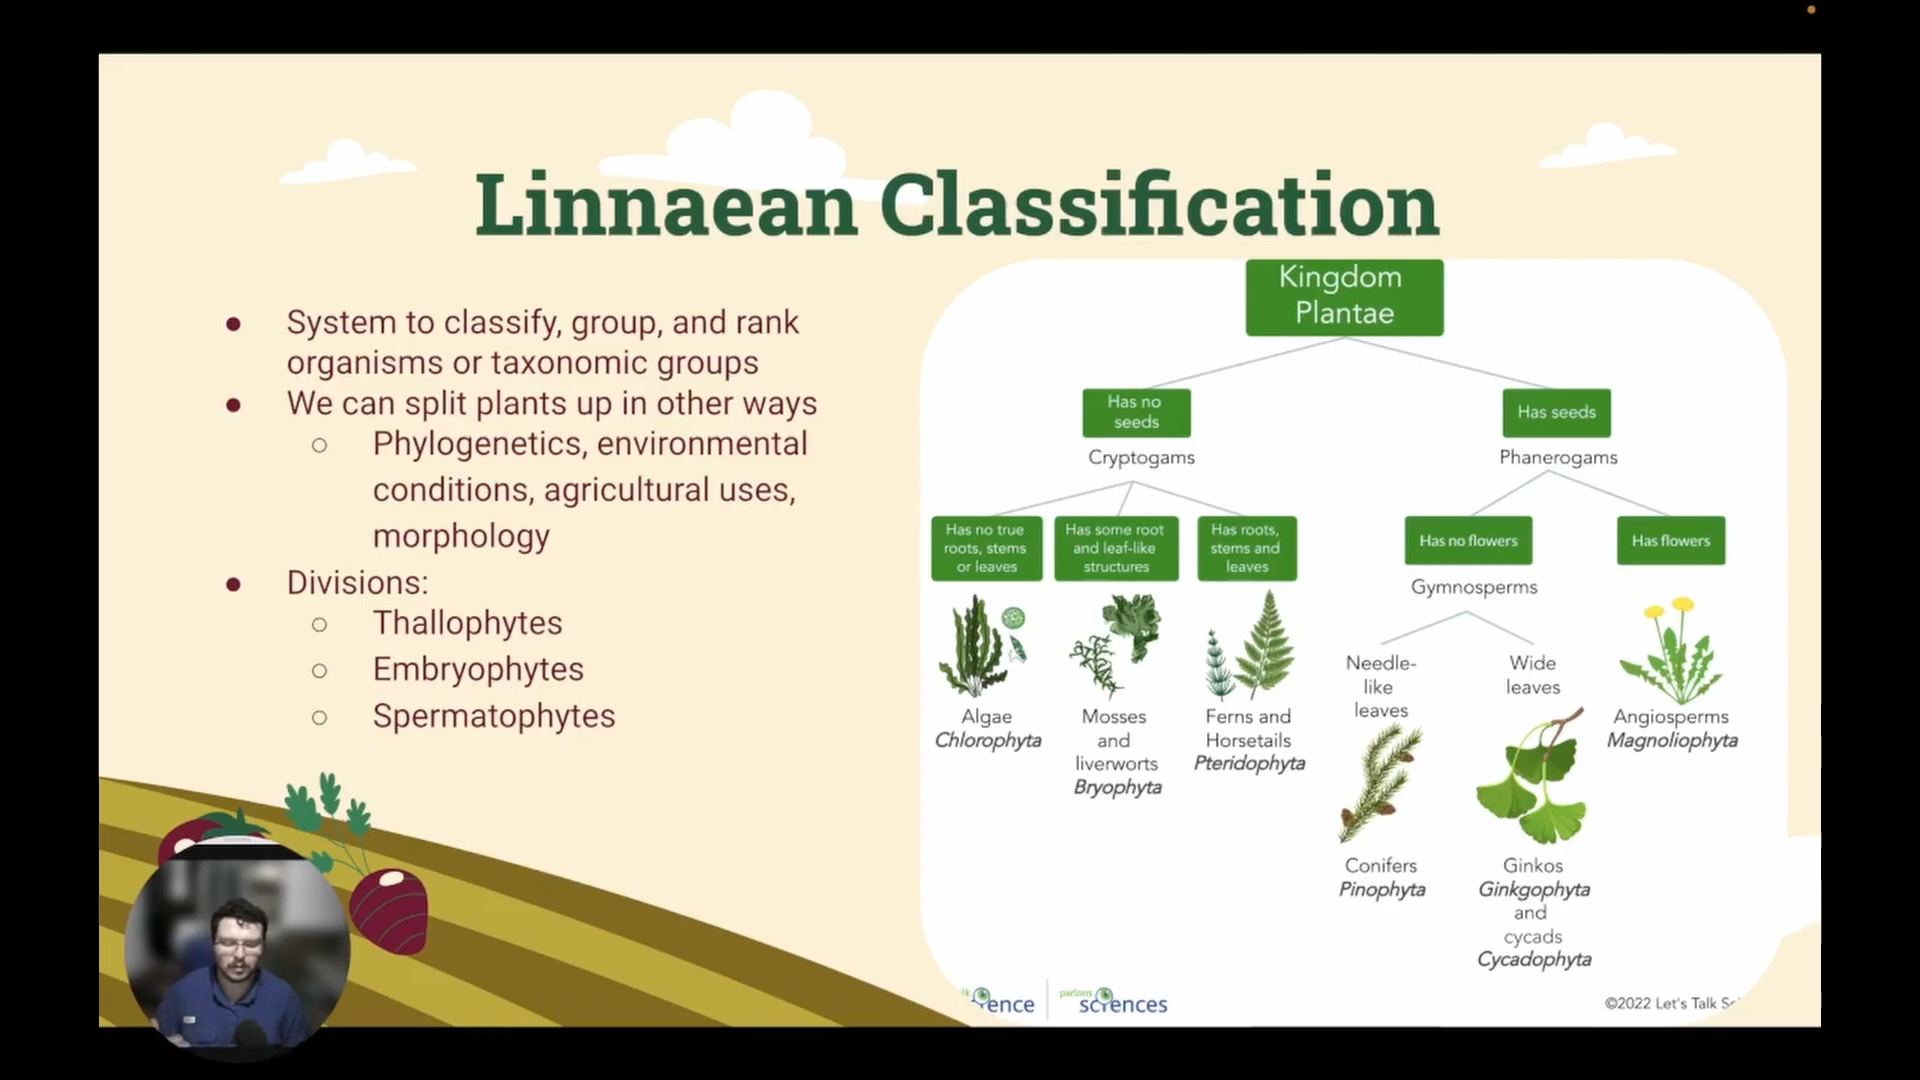 Linnaean Classification
System to classify, group, and rank
organisms or taxonomic groups
We can split plants up in other ways
Phylogenetics, environmental
conditions, agricultural uses,
morphology
Divisions:
Thallophytes
Embryophytes
Spermatophytes
Kingdom
Plantae
Has no
seeds
Cryptogams
Has seeds
Phanerogams
Has no true
roots, stems
or leaves
Has some root
and leaf-like
structures
Has roots,
stems and
leaves
Has no flowers
Gymnosperms
Has flowers
Algae
Chlorophyta
Mosses
and
liverworts
Bryophyta
Ferns and
Horsetails
Pteridophyta
Needle-
like
leaves
Conifers
Pinophyta
Wide
leaves
Ginkos
Ginkgophyta
and
cycads
Cycadophyta
Angiosperms
Magnoliophyta
parlons
sciences
©2022 Let's Talk